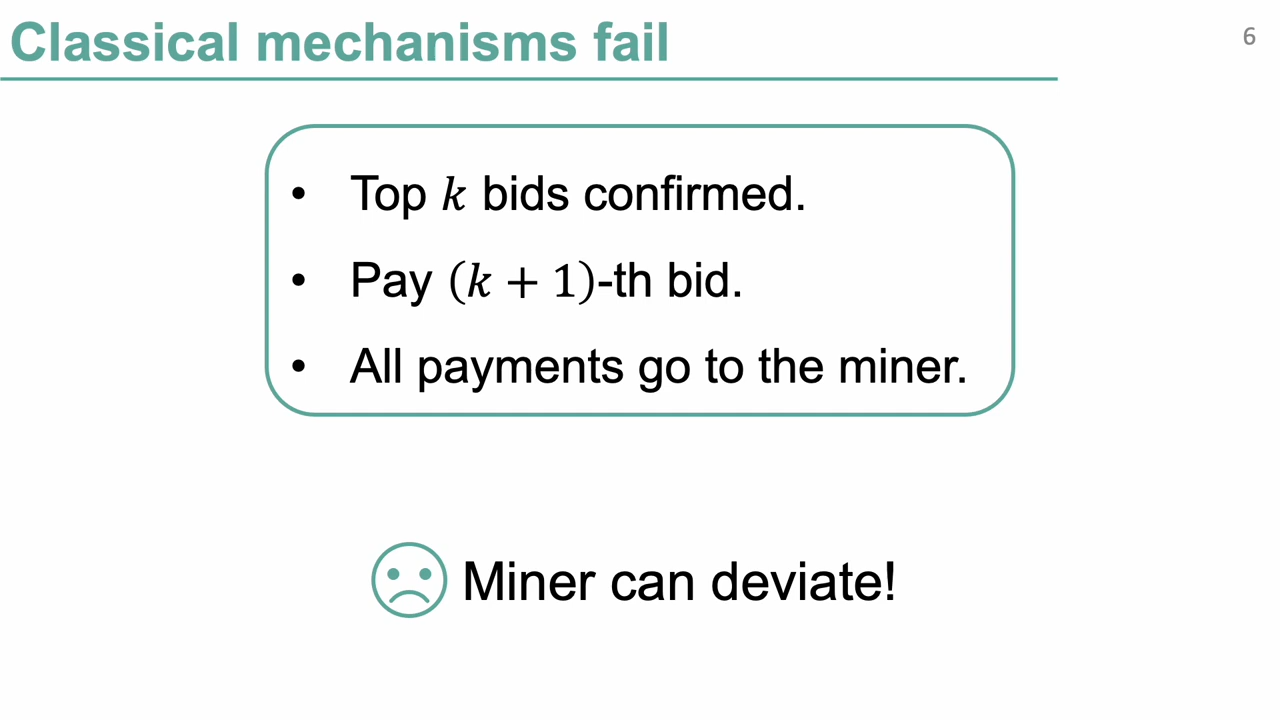 Classical mechanisms fail
6
• Top k bids confirmed.
• Pay (k + 1)-th bid.
• All payments go to the miner.
Miner can deviate!